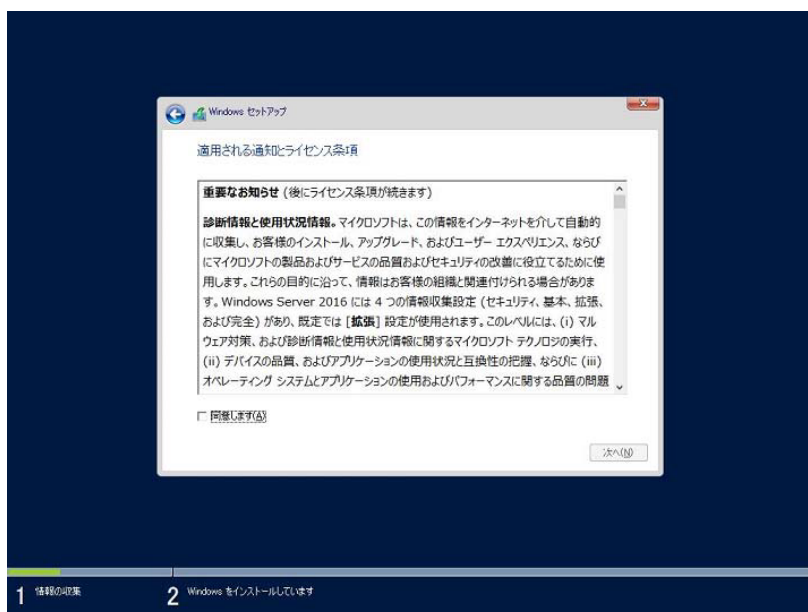 Windows セットアップ
適用される通知とライセンス条項
重要なお知らせ (後にライセンス条項が続きます)
診断情報と使用状況情報。マイクロソフトは、この情報をインターネットを介して自動的
に収集し、お客様のインストール、アップグレード、およびユーザー エクスペリエンス、ならび
にマイクロソフトの製品およびサービスの品質およびセキュリティの改善に役立てるために使
用します。これらの目的に沿って、情報はお客様の組織と関連付けられる場合がありま
す。Windows Server 2016 には 4 つの情報収集設定 (セキュリティ、基本、拡張、
および完全) があり、既定では [拡張] 設定が使用されます。このレベルには、(i) マル
ウェア対策、および診断情報と使用状況情報に関するマイクロソフト テクノロジの実行、
(ii) デバイスの品質、およびアプリケーションの使用状況と互換性の把握、ならびに (iii)
オペレーティング システムとアプリケーションの使用およびパフォーマンスに関する品質の問題
同意します(A)
次へ(N)
1 情報の収集
2 Windows をインストールしています